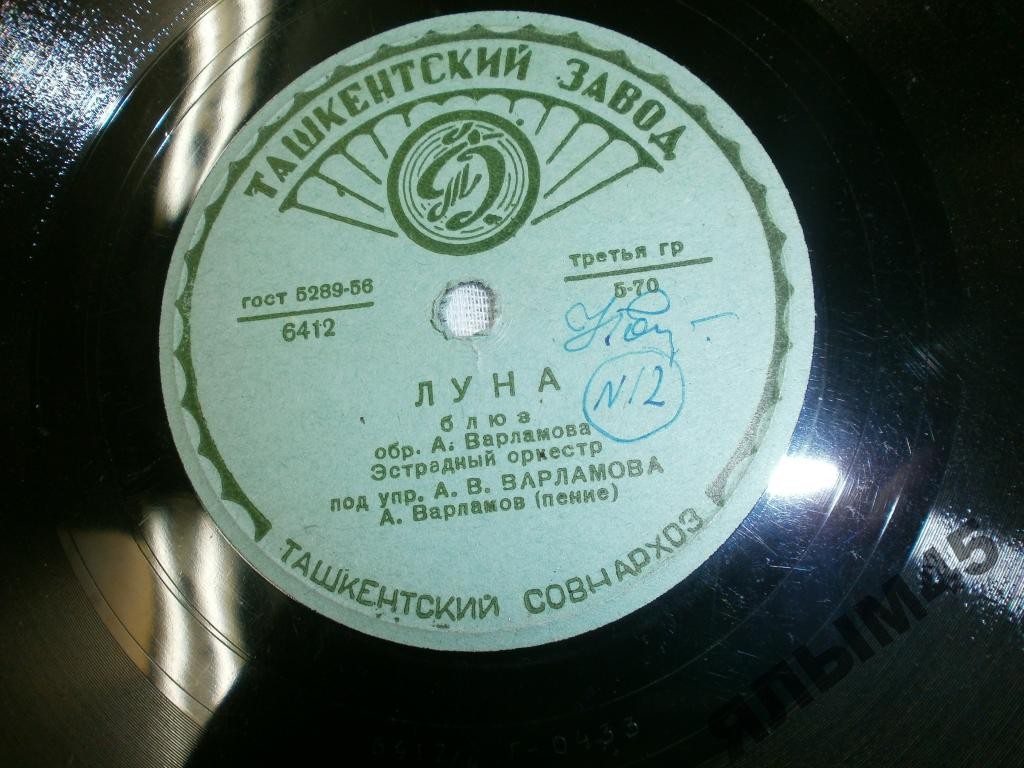 ТАШКЕНТСКИЙ ЗАВОД
гост 5289-56
6412
третья гр
Б-70
N12
ЛУНА
блюз
обр. А. Варламова
Эстрадный оркестр
под упр. А. В. ВАРЛАМОВА
А. Варламов (пение)
ТАШКЕНТСКИЙ СОВНАРХОЗ
Г-0433
ЯЛЫМ45